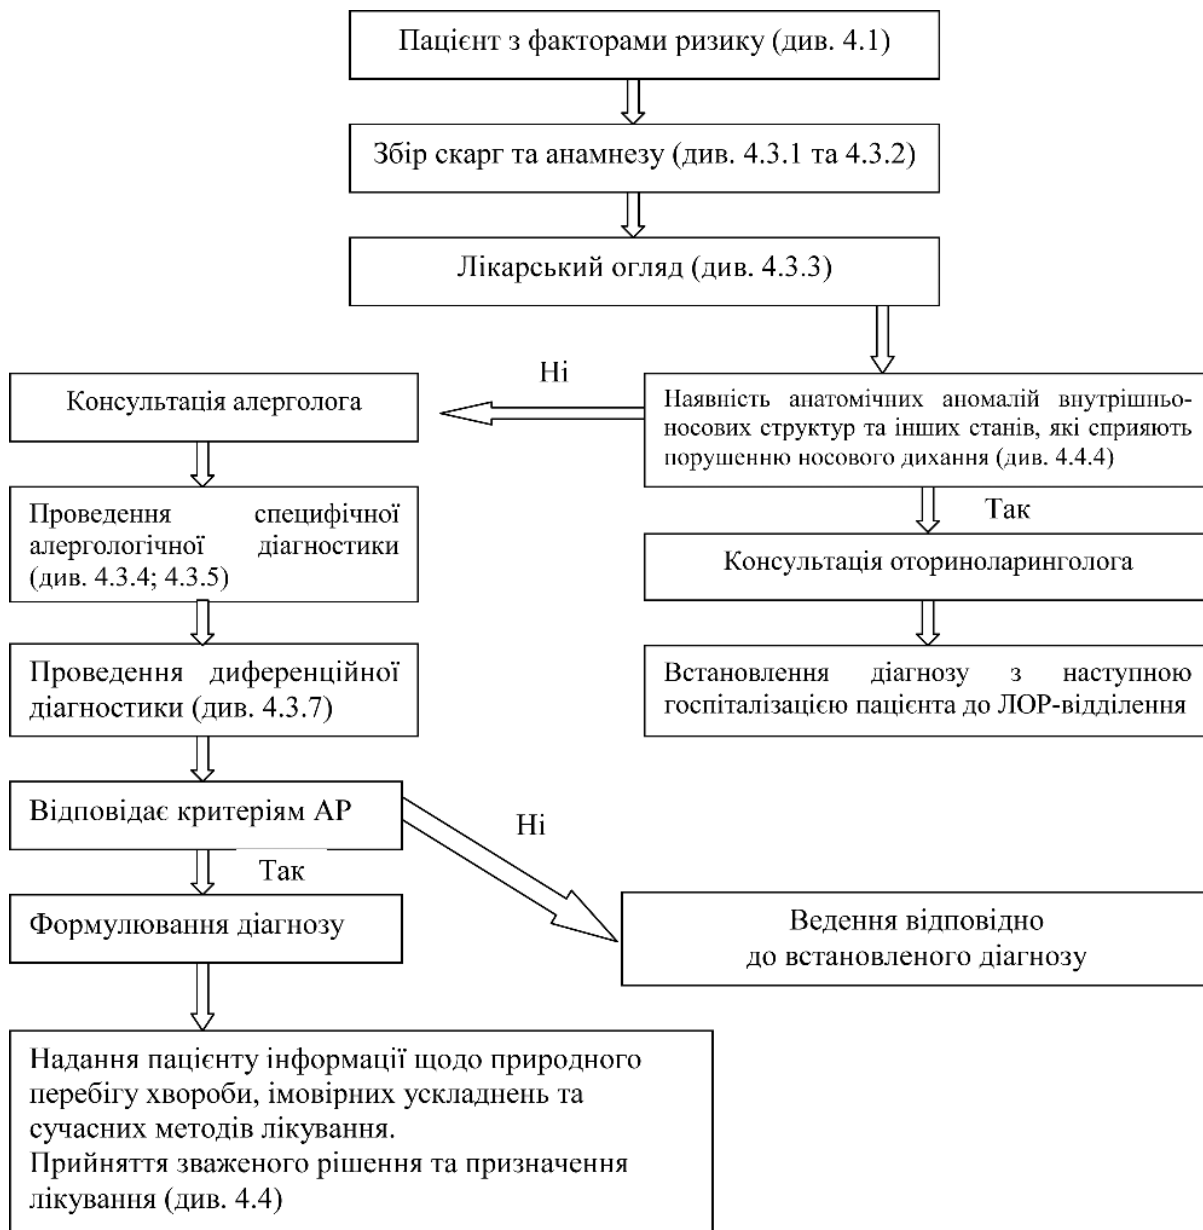 Пацієнт з факторами ризику (див. 4.1)
Збір скарг та анамнезу (див. 4.3.1 та 4.3.2)
Лікарський огляд (див. 4.3.3)
Ні
Консультація алерголога
Наявність анатомічних аномалій внутрішньо-
носових структур та інших станів, які сприяють
порушенню носового дихання (див. 4.4.4)
Так
Проведення специфічної
алергологічної діагностики
(див. 4.3.4; 4.3.5)
Консультація оториноларинголога
Проведення диференційної
діагностики (див. 4.3.7)
Встановлення діагнозу з наступною
госпіталізацією пацієнта до ЛОР-відділення
Відповідає критеріям АР
Ні
Так
Формулювання діагнозу
Ведення відповідно
до встановленого діагнозу
Надання пацієнту інформації щодо природного
перебігу хвороби, імовірних ускладнень та
сучасних методів лікування.
Прийняття зваженого рішення та призначення
лікування (див. 4.4)